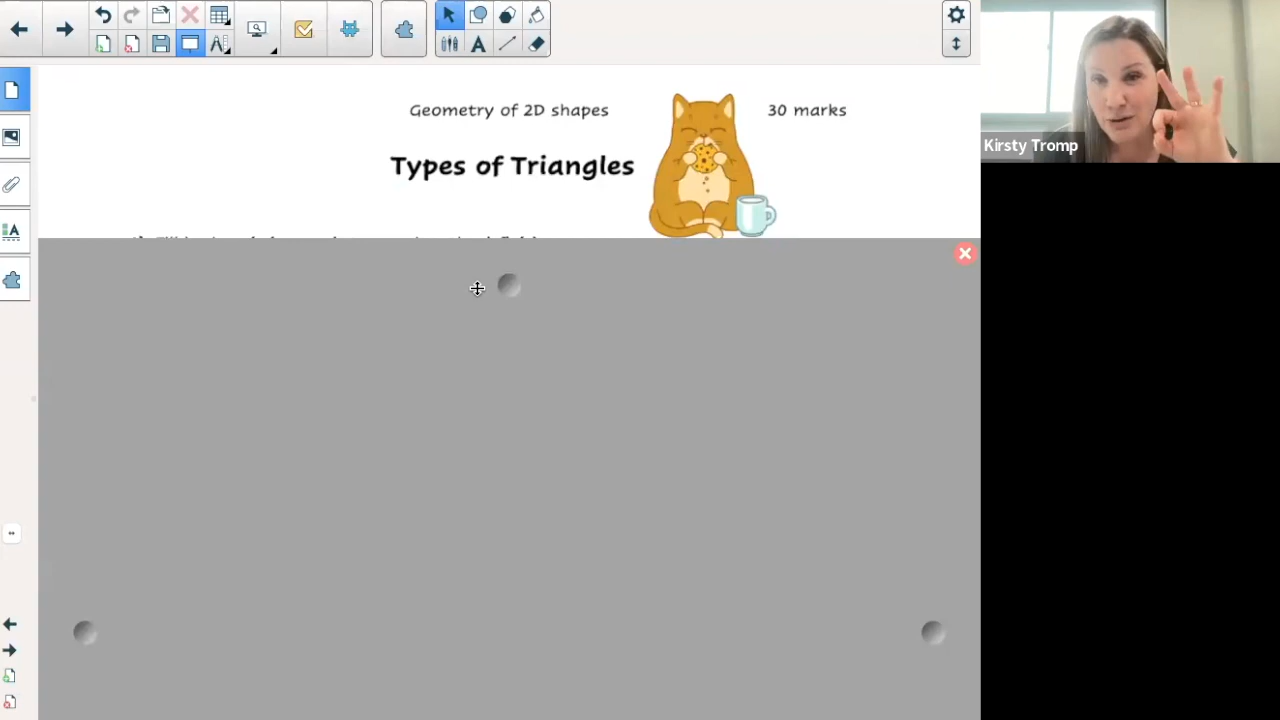 Geometry of 2D shapes
30 marks
Types of Triangles
Kirsty Tromp